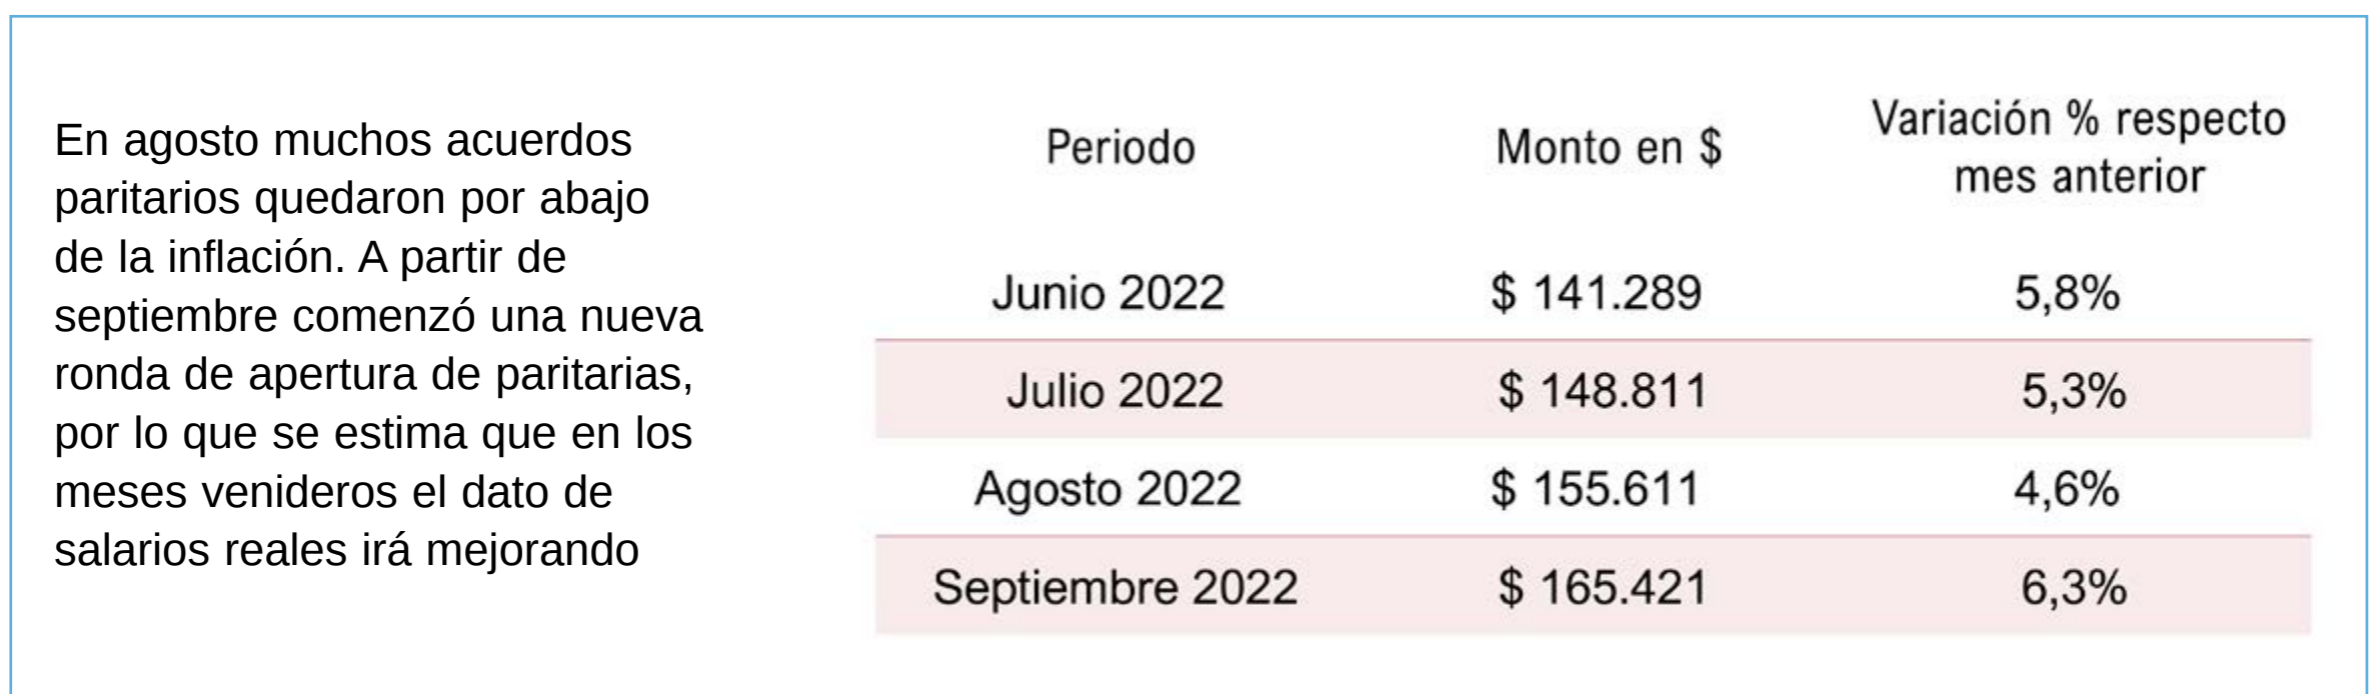 En agosto muchos acuerdos
paritarios quedaron por abajo
de la inflación. A partir de
septiembre comenzó una nueva
ronda de apertura de paritarias,
por lo que se estima que en los
meses venideros el dato de
salarios reales irá mejorando
Periodo Monto en $ Variación % respecto
mes anterior
Junio 2022 $ 141.289 5,8%
Julio 2022 $ 148.811 5,3%
Agosto 2022 $ 155.611 4,6%
Septiembre 2022 $ 165.421 6,3%